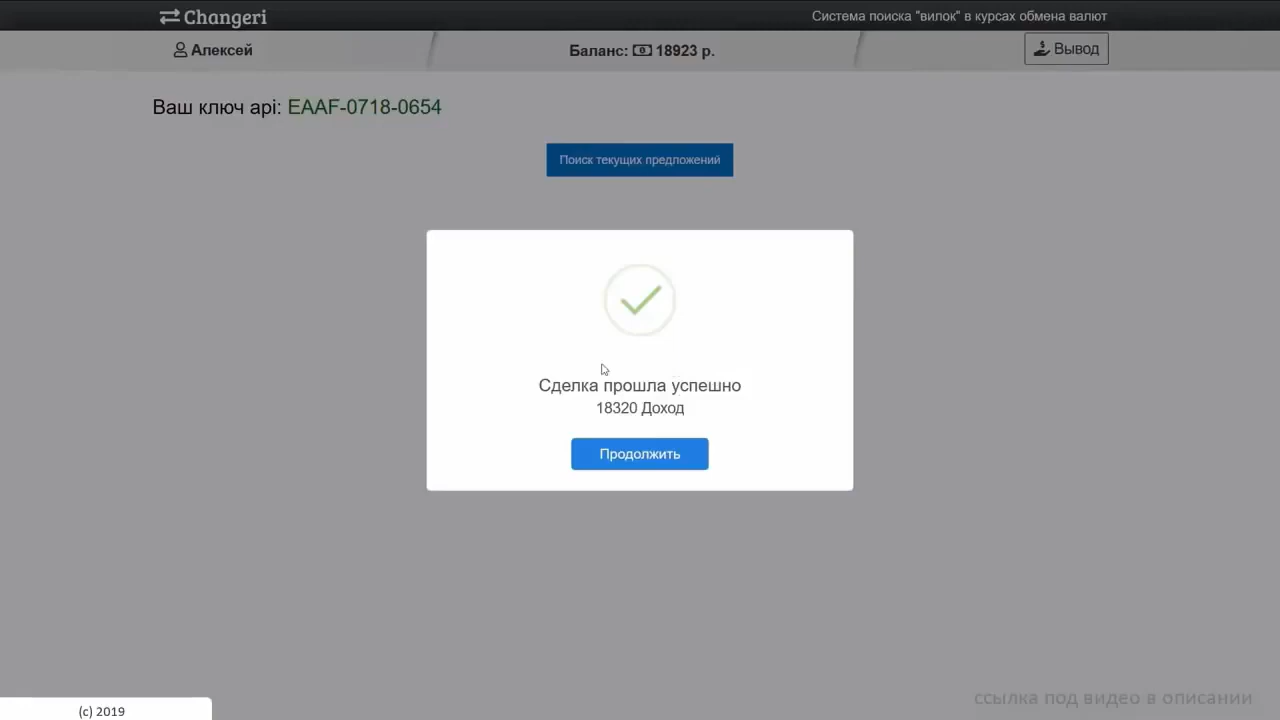 Changeri
Система поиска "вилок" в курсах обмена валют
Алексей
Баланс: 18923 р.
Вывод
Ваш ключ api: EAAF-0718-0654
Поиск текущих предложений
Сделка прошла успешно
18320 Доход
Продолжить
ссылка под видео в описании
(c) 2019